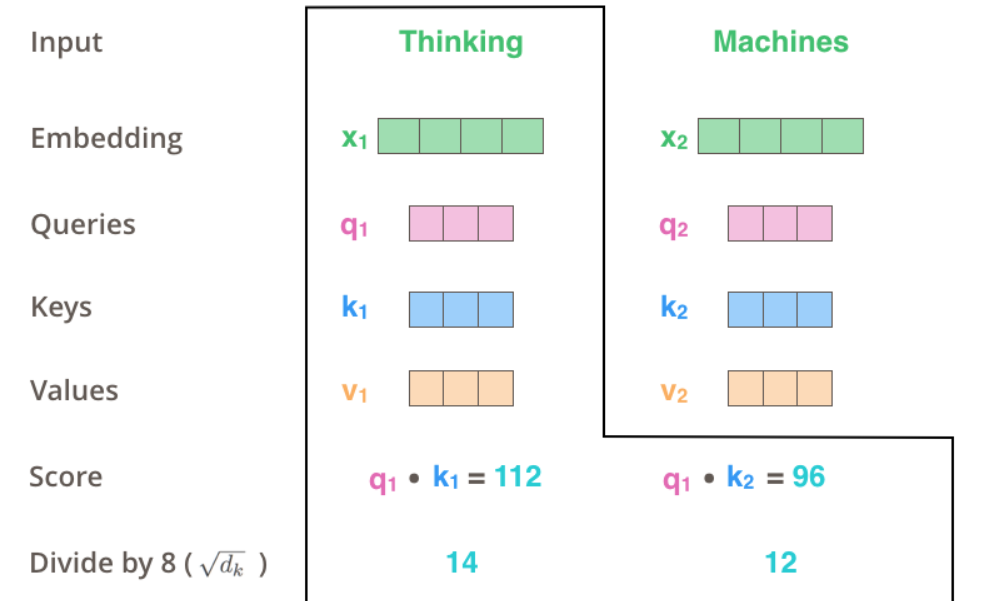 Input Thinking Machines
Embedding x₁ x₂
Queries q₁ q₂
Keys k₁ k₂
Values v₁ v₂
Score q₁ • k₁ = 112 q₁ • k₂ = 96
Divide by 8 ( √dₖ ) 14 12